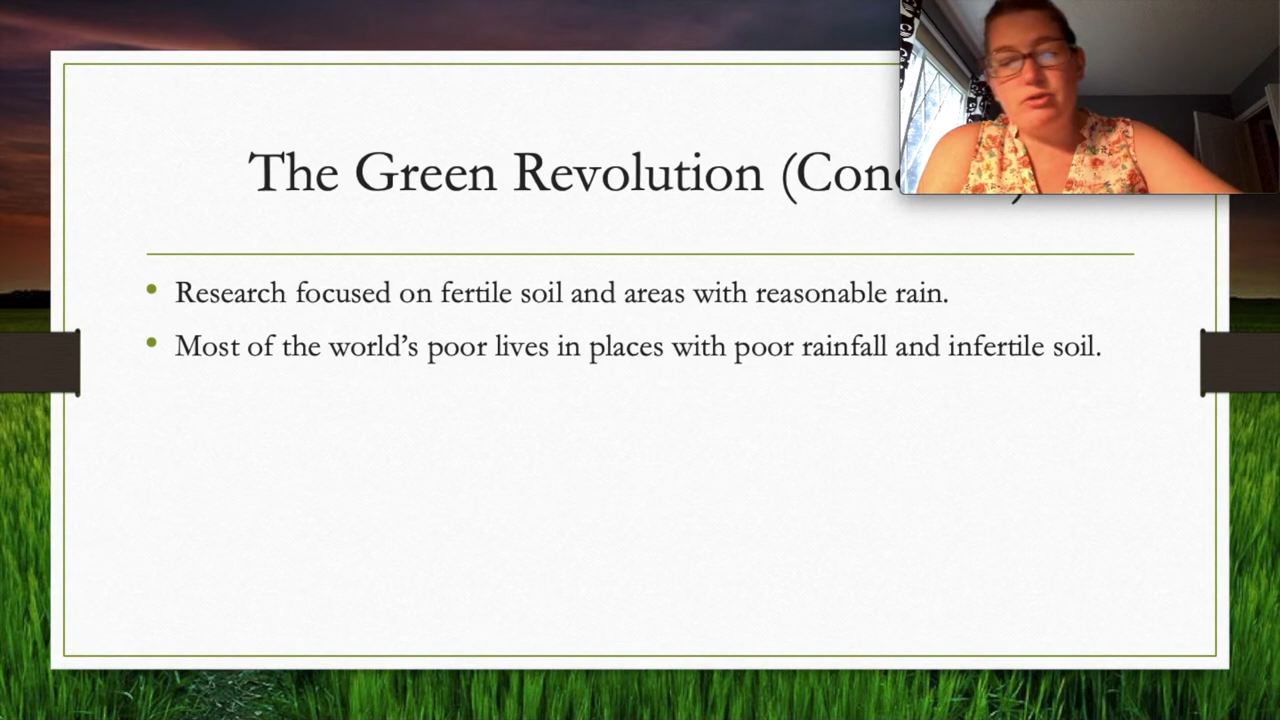 The Green Revolution
Research focused on fertile soil and areas with reasonable rain.
Most of the world’s poor lives in places with poor rainfall and infertile soil.